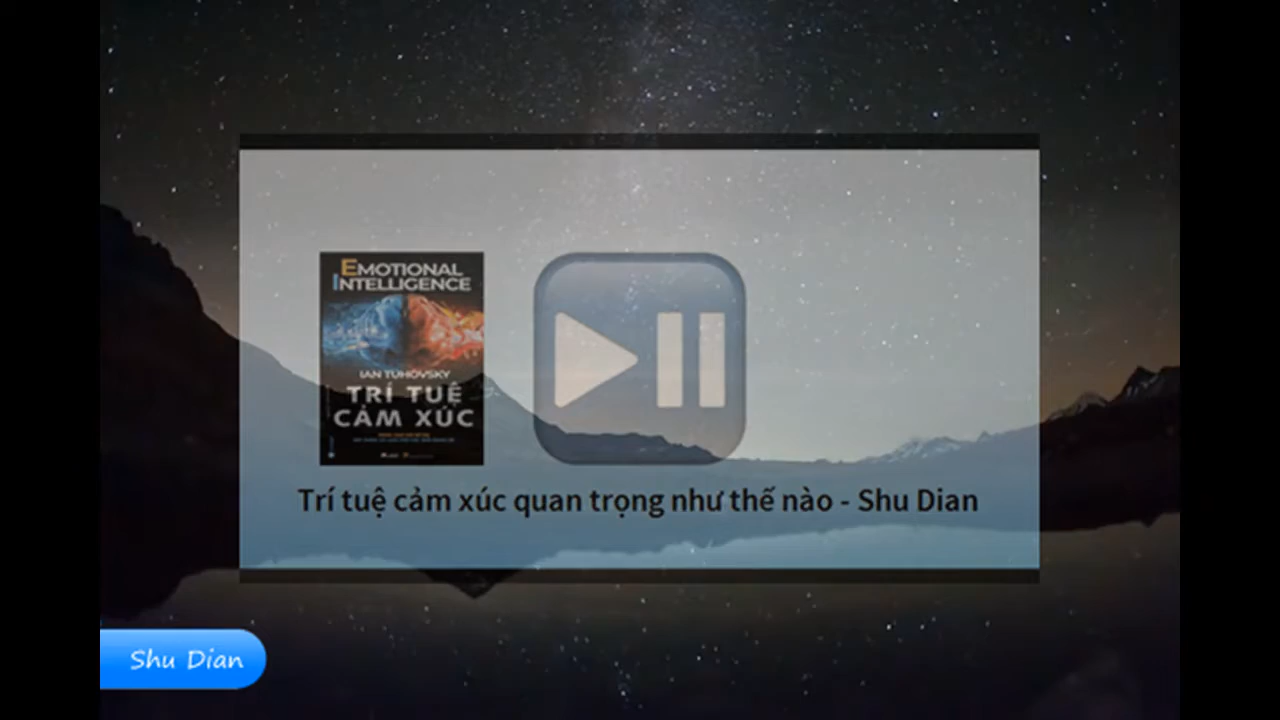 EMOTIONAL
INTELLIGENCE
IAN TUHOVSKY
TRÍ TUỆ
CẢM XÚC
Trí tuệ cảm xúc quan trọng như thế nào - Shu Dian
Shu Dian